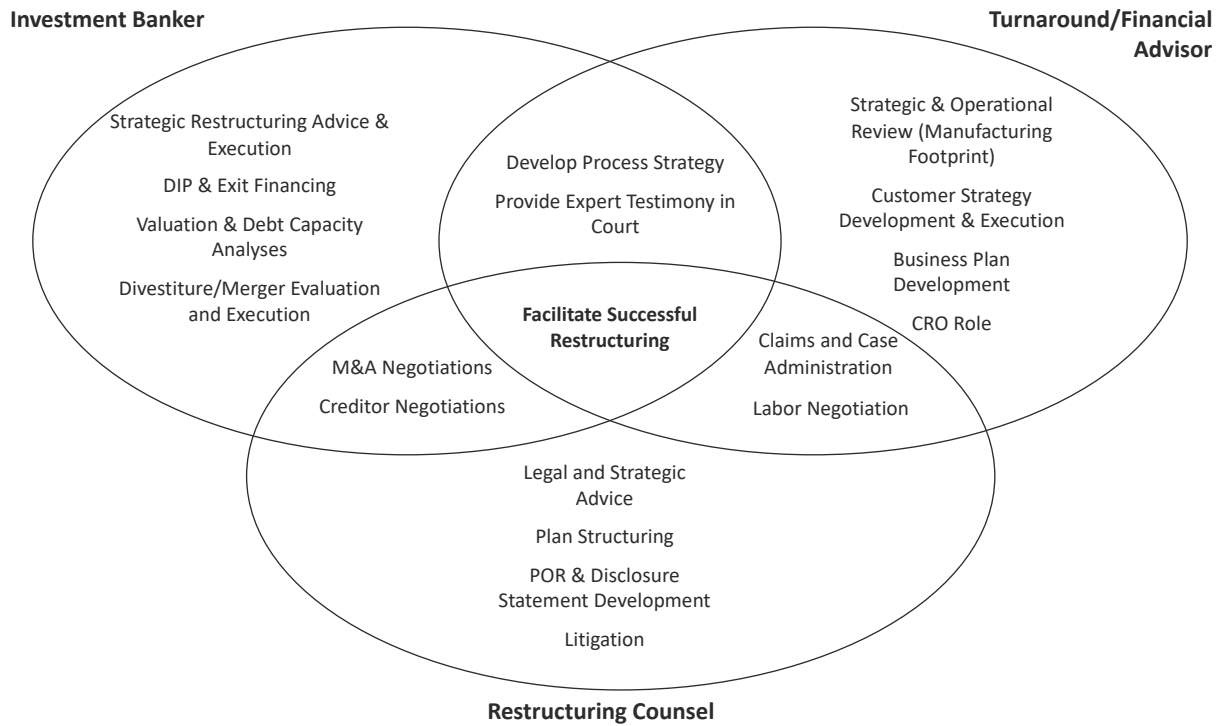 Investment Banker
Turnaround/Financial
Advisor
Strategic Restructuring Advice &
Execution
DIP & Exit Financing
Valuation & Debt Capacity
Analyses
Divestiture/Merger Evaluation
and Execution
Develop Process Strategy
Provide Expert Testimony in
Court
Strategic & Operational
Review (Manufacturing
Footprint)
Customer Strategy
Development & Execution
Business Plan
Development
CRO Role
Facilitate Successful
Restructuring
M&A Negotiations
Creditor Negotiations
Claims and Case
Administration
Labor Negotiation
Legal and Strategic
Advice
Plan Structuring
POR & Disclosure
Statement Development
Litigation
Restructuring Counsel